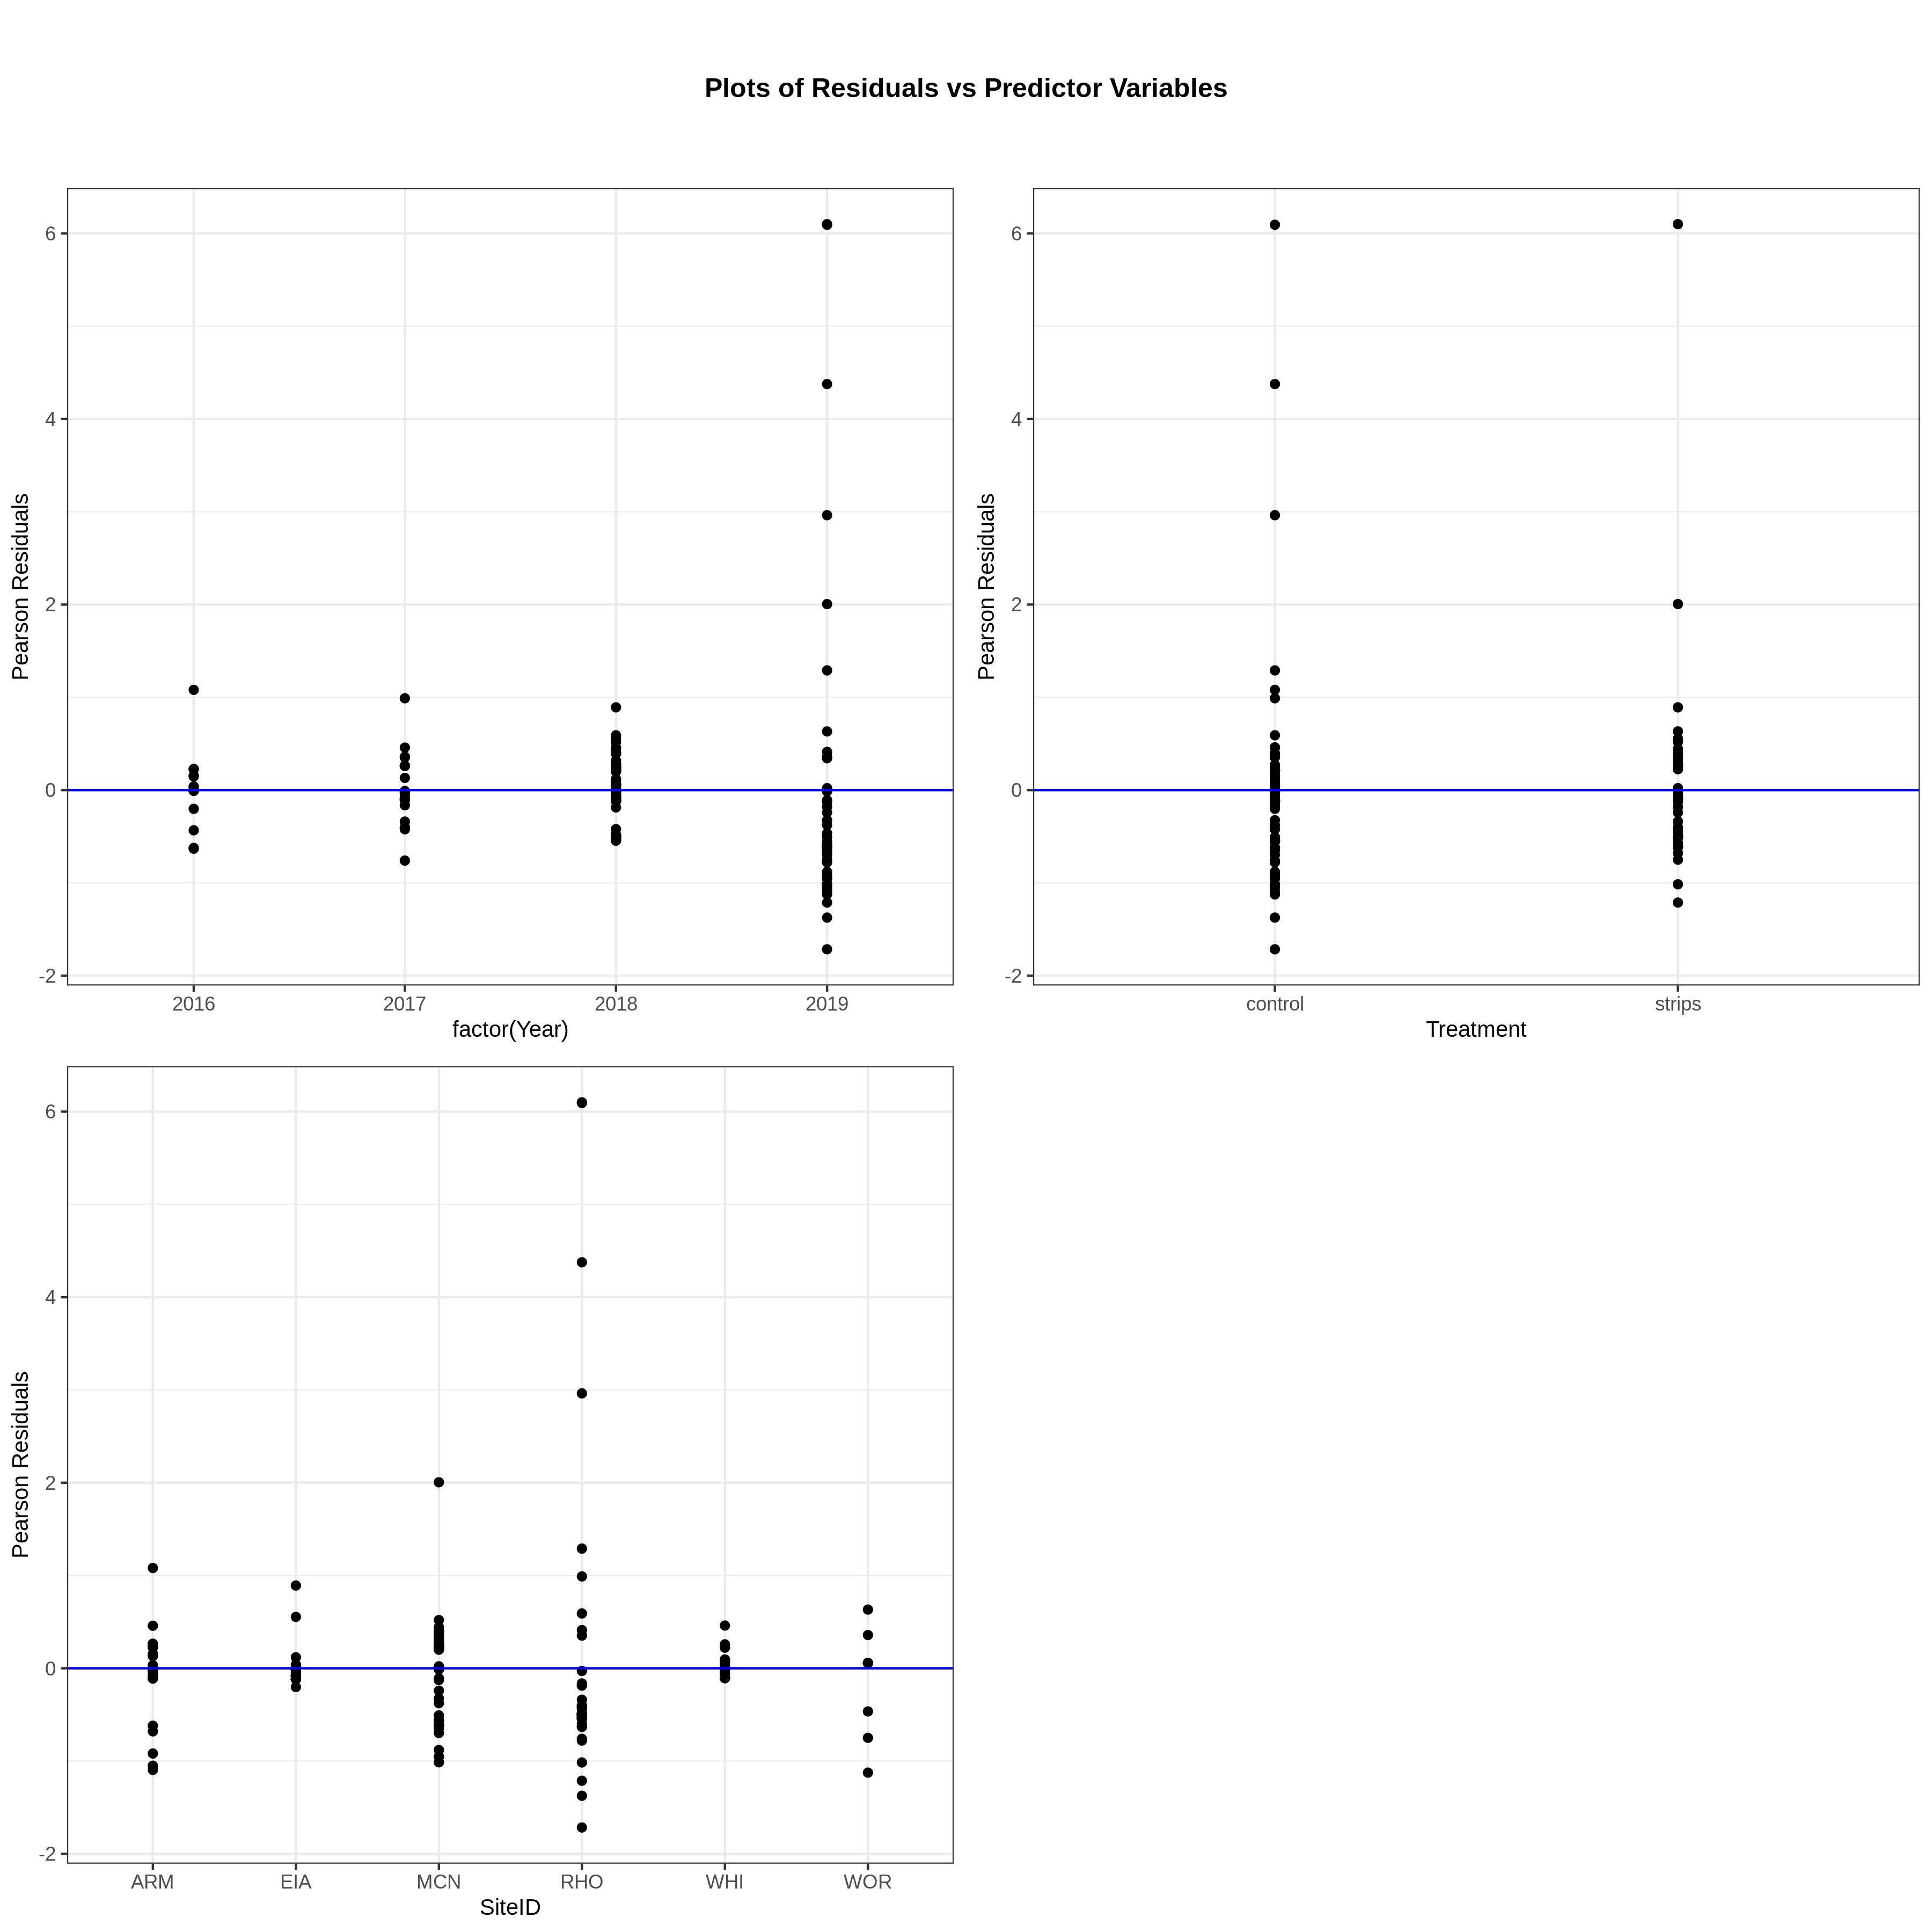 Plots of Residuals vs Predictor Variables
Pearson Residuals
6
4
2
0
-2
2016 2017 2018 2019
factor(Year)
Pearson Residuals
6
4
2
0
-2
control strips
Treatment
Pearson Residuals
6
4
2
0
-2
ARM EIA MCN RHO WHI WOR
SiteID